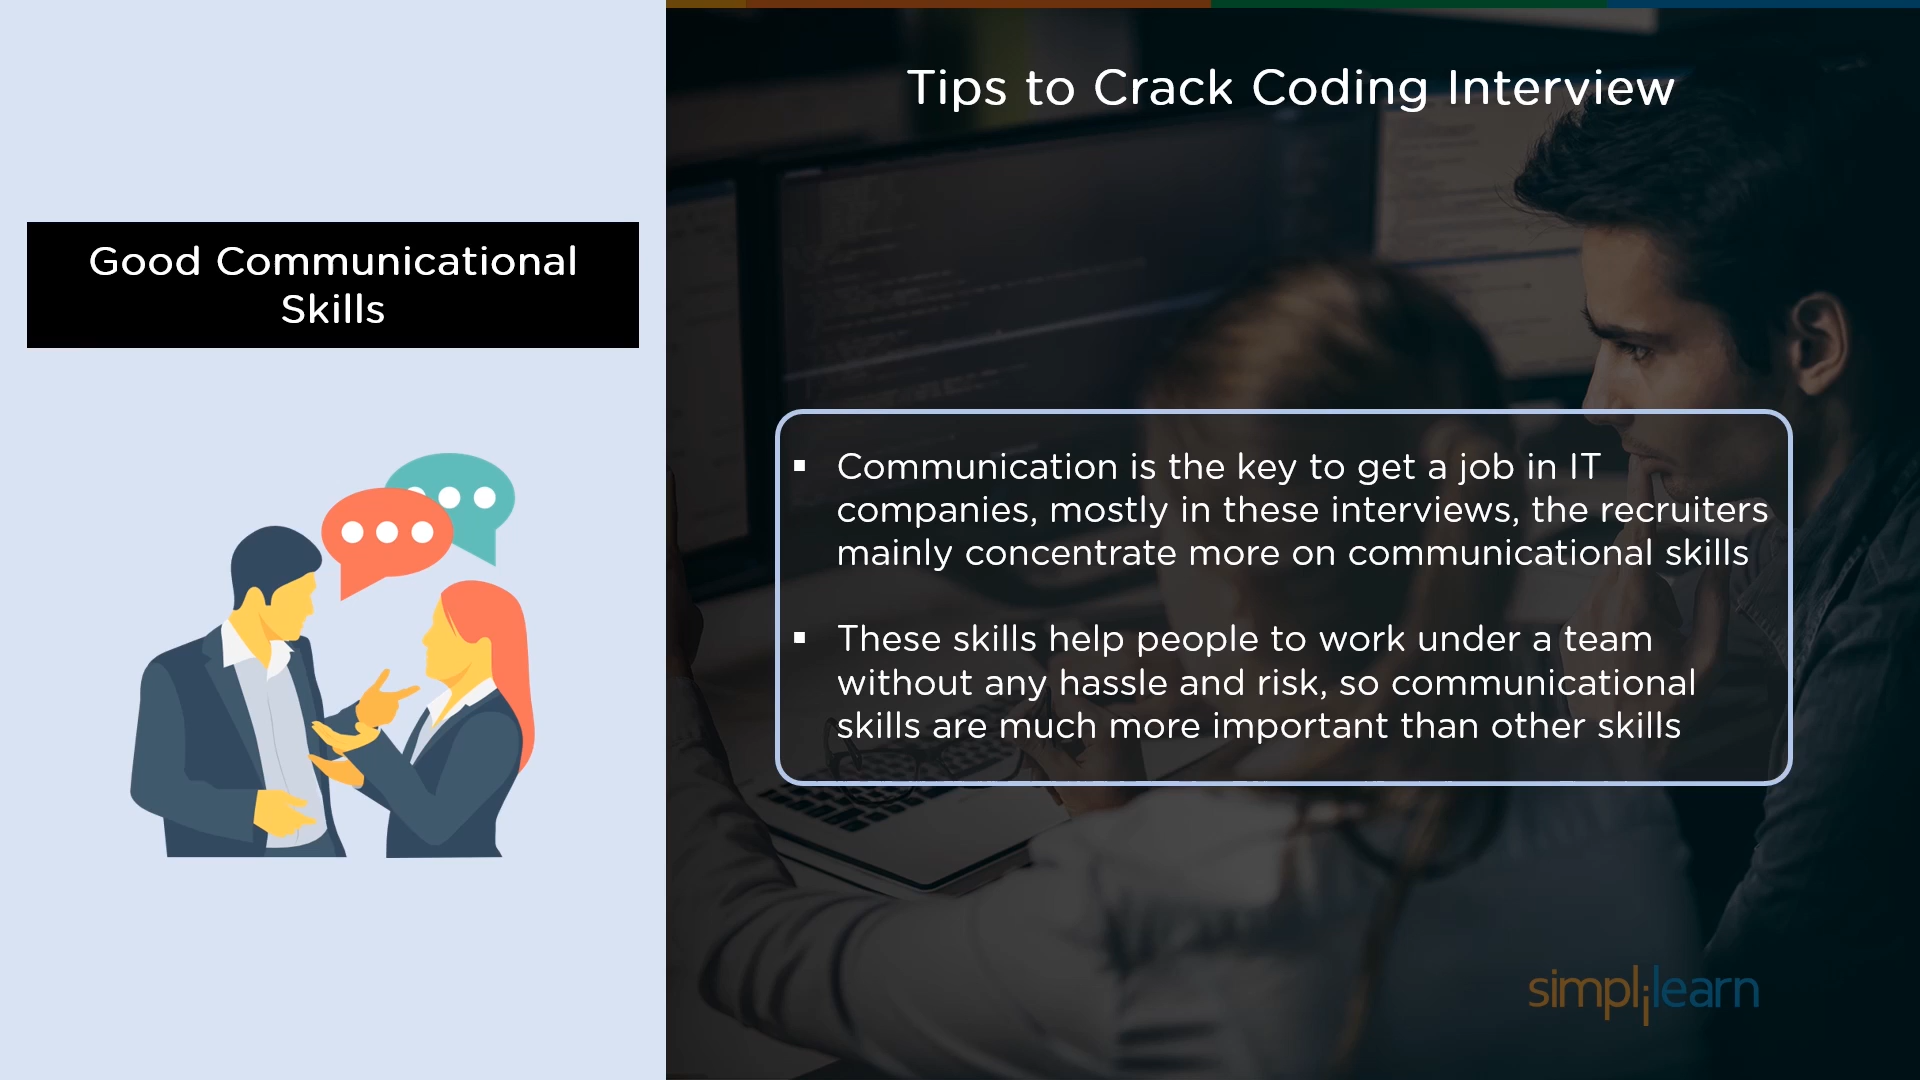 Tips to Crack Coding Interview
Good Communicational
Skills
▪ Communication is the key to get a job in IT
companies, mostly in these interviews, the recruiters
mainly concentrate more on communicational skills
▪ These skills help people to work under a team
without any hassle and risk, so communicational
skills are much more important than other skills
simplilearn